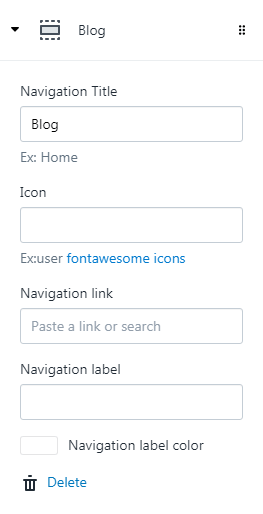 Blog
Navigation Title
Blog
Ex: Home
Icon
Ex:user fontawesome icons
Navigation link
Paste a link or search
Navigation label
Navigation label color
Delete